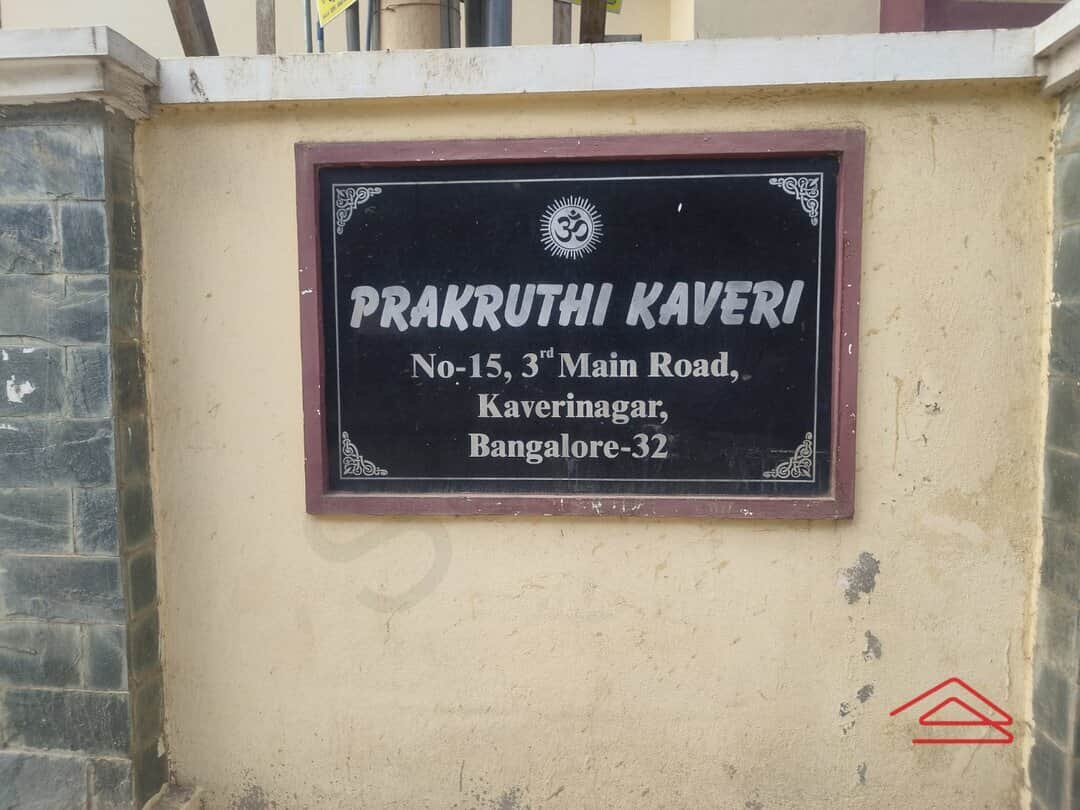 ॐ
PRAKRUTHI KAVERI
No-15, 3rd Main Road,
Kaverinagar,
Bangalore-32